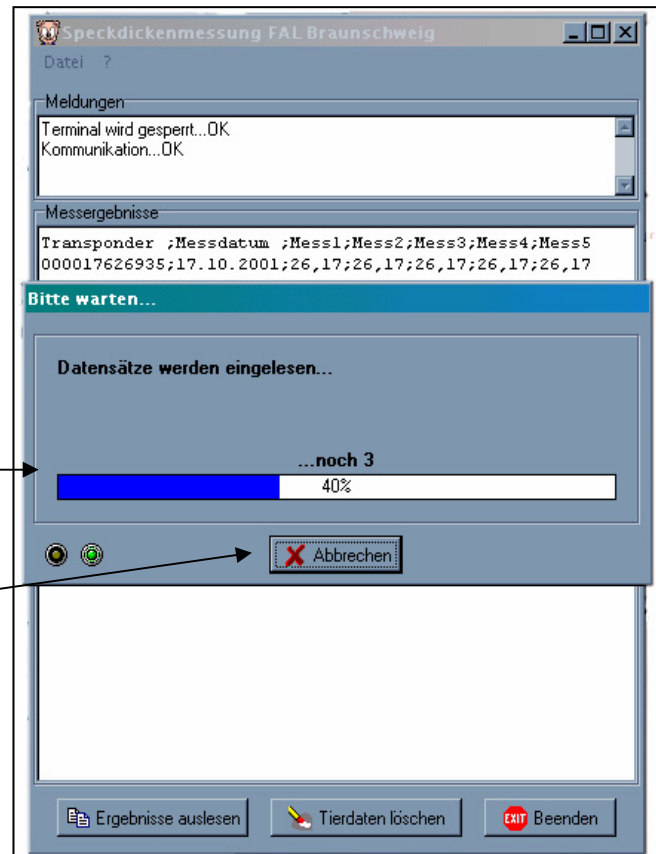 Speckdickenmessung FAL Braunschweig
Datei ?
Meldungen
Terminal wird gesperrt...OK
Kommunikation...OK
Messergebnisse
Transponder ;Messdatum ;Mess1;Mess2;Mess3;Mess4;Mess5
000017626935;17.10.2001;26,17;26,17;26,17;26,17;26,17
Bitte warten...
Datensätze werden eingelesen...
...noch 3
40%
Abbrechen
Ergebnisse auslesen
Tierdaten löschen
EXIT Beenden